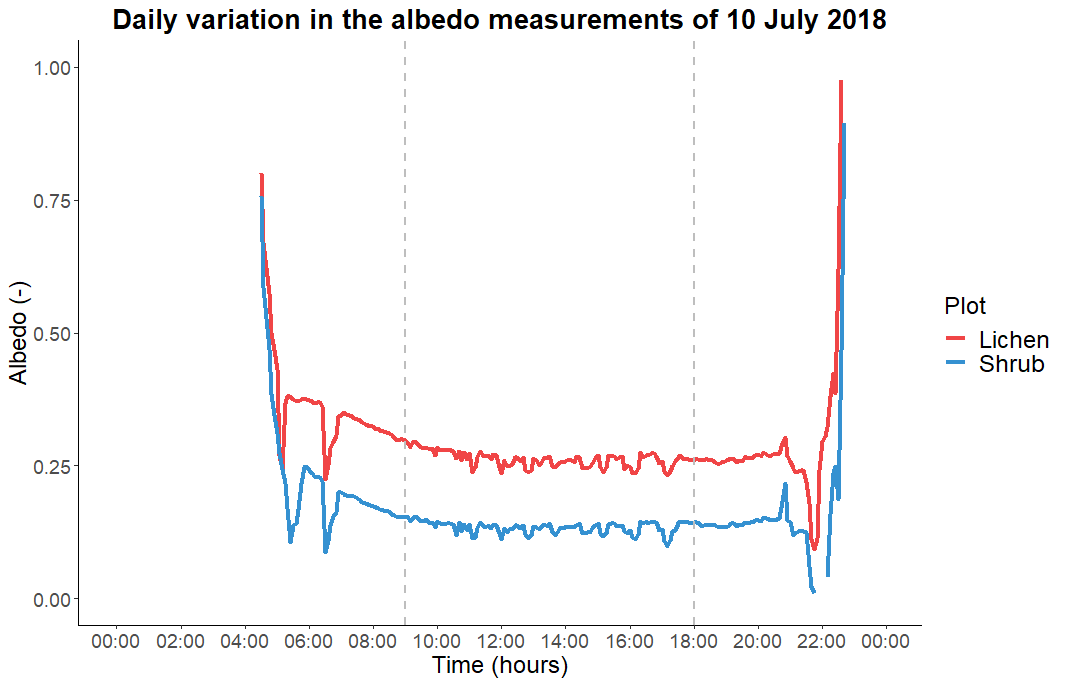 Daily variation in the albedo measurements of 10 July 2018
1.00
0.75
0.50
0.25
0.00
Albedo (-)
00:00 02:00 04:00 06:00 08:00 10:00 12:00 14:00 16:00 18:00 20:00 22:00 00:00
Time (hours)
Plot
Lichen
Shrub